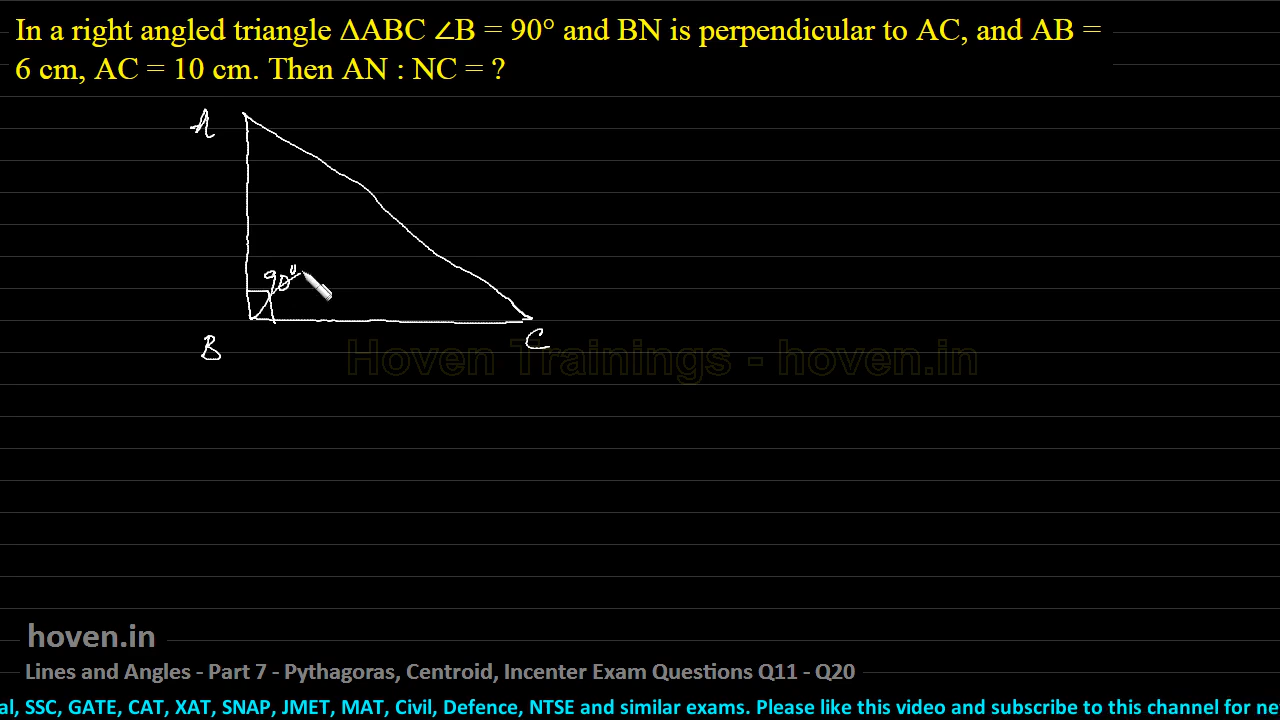 In a right angled triangle ΔABC ∠B = 90° and BN is perpendicular to AC, and AB =
6 cm, AC = 10 cm. Then AN : NC = ?
A
90°
B
C
Hoven Trainings - hoven.in
hoven.in
Lines and Angles - Part 7 - Pythagoras, Centroid, Incenter Exam Questions Q11 - Q20
al, SSC, GATE, CAT, XAT, SNAP, JMET, MAT, Civil, Defence, NTSE and similar exams. Please like this video and subscribe to this channel for ne